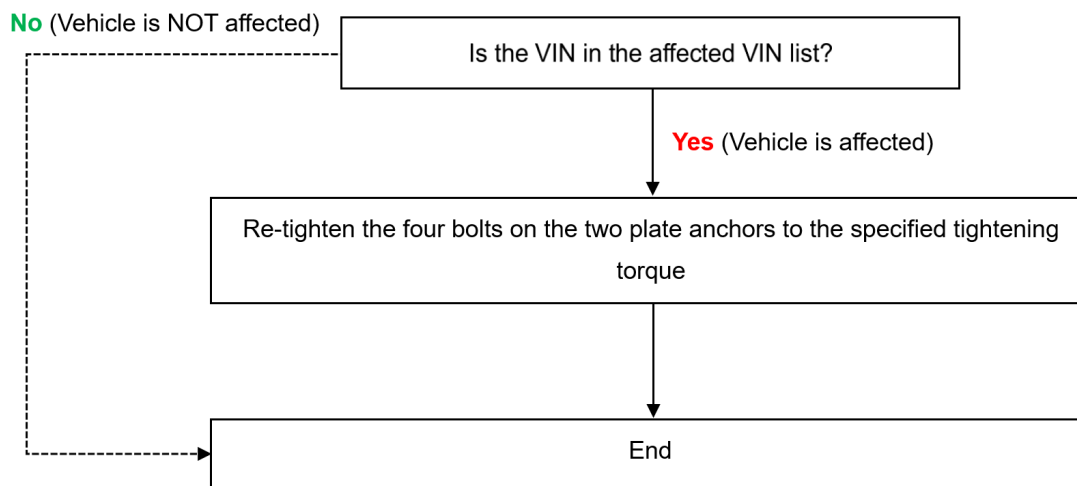 No (Vehicle is NOT affected)
Is the VIN in the affected VIN list?
Yes (Vehicle is affected)
Re-tighten the four bolts on the two plate anchors to the specified tightening
torque
End